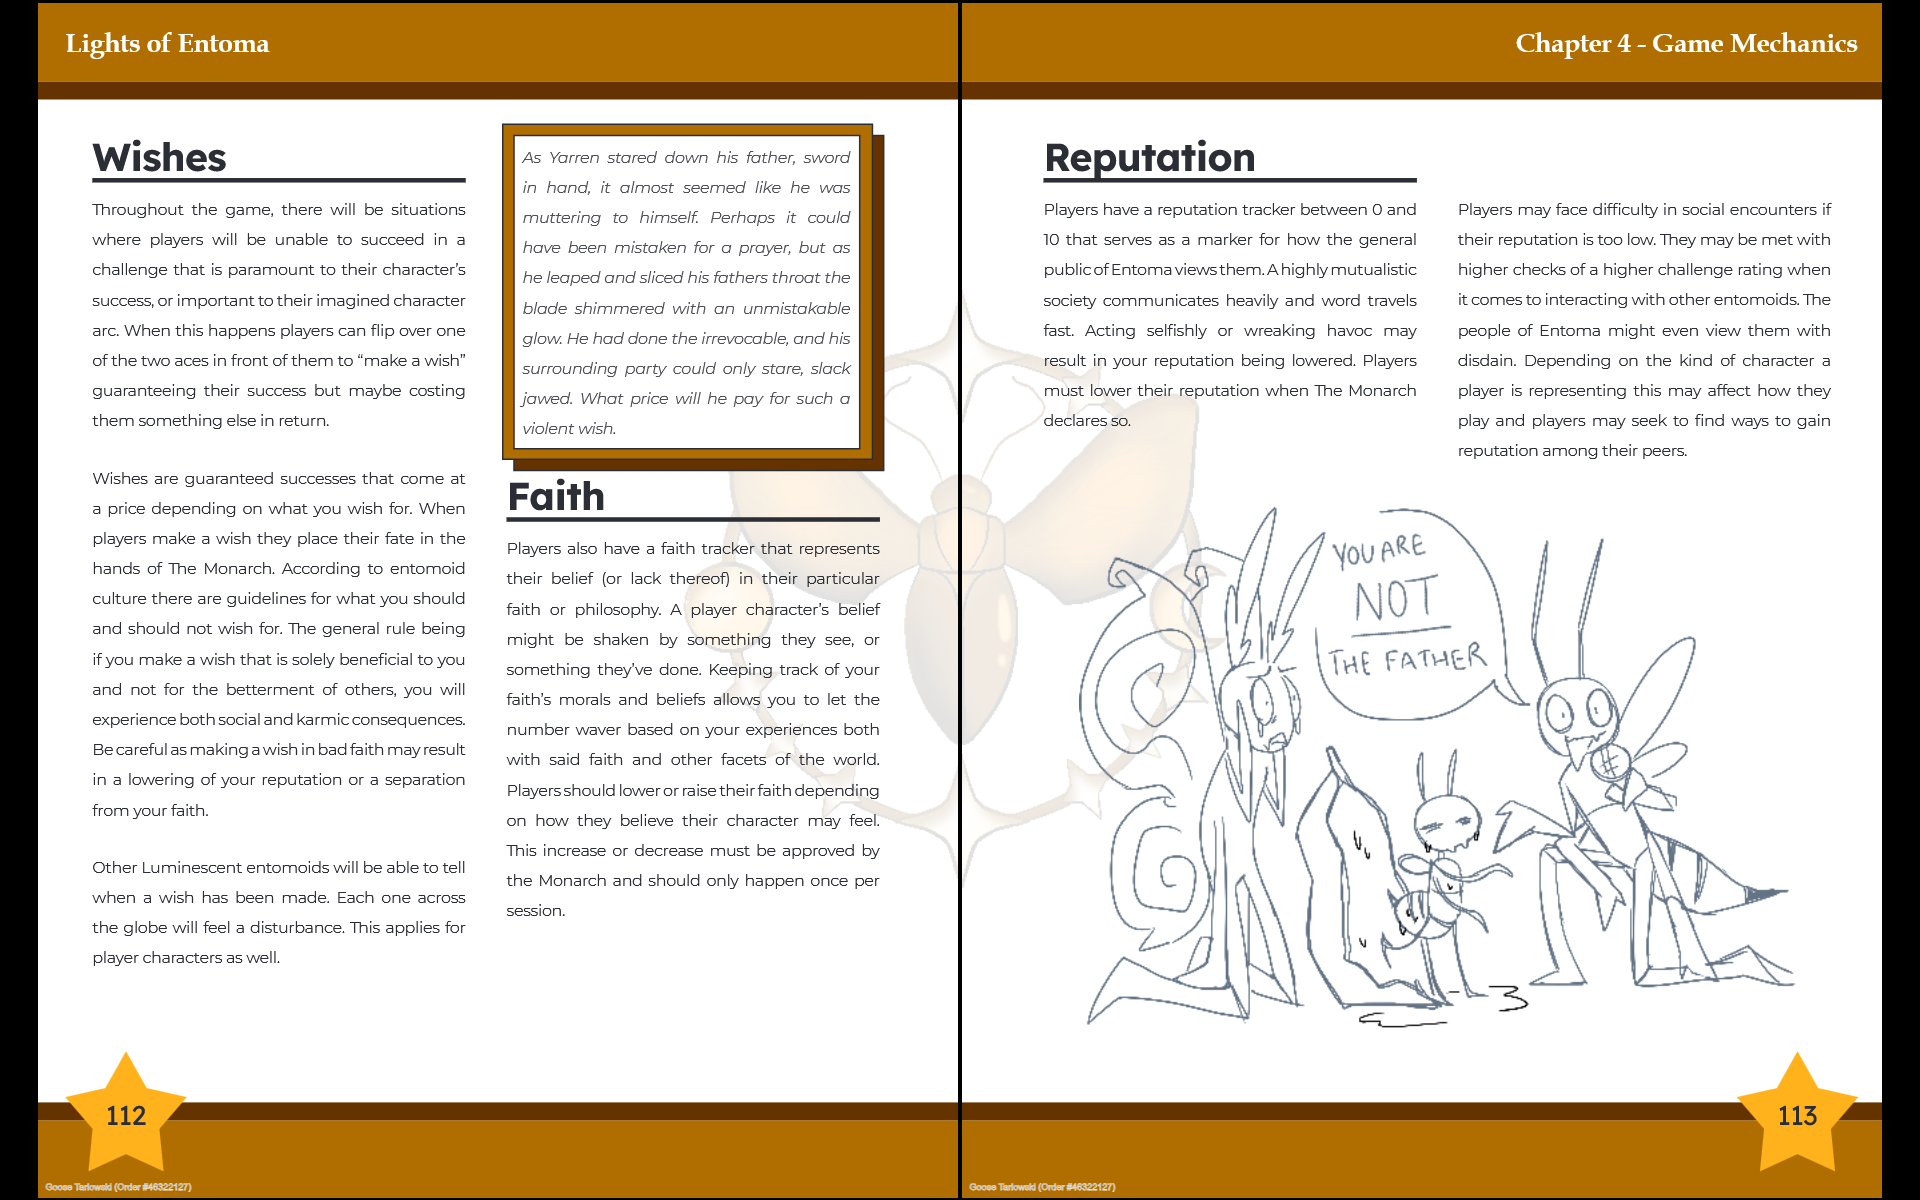 Lights of Entoma
Wishes
Throughout the game, there will be situations
where players will be unable to succeed in a
challenge that is paramount to their character's
success, or important to their imagined character
arc. When this happens players can flip over one
of the two aces in front of them to “make a wish”
guaranteeing their success but maybe costing
them something else in return.
Wishes are guaranteed successes that come at
a price depending on what you wish for. When
players make a wish they place their fate in the
hands of The Monarch. According to entomoid
culture there are guidelines for what you should
and should not wish for. The general rule being
if you make a wish that is solely beneficial to you
and not for the betterment of others, you will
experience both social and karmic consequences.
Be careful as making a wish in bad faith may result
in a lowering of your reputation or a separation
from your faith.
Other Luminescent entomoids will be able to tell
when a wish has been made. Each one across
the globe will feel a disturbance. This applies for
player characters as well.
As Yarren stared down his father, sword
in hand, it almost seemed like he was
muttering to himself. Perhaps it could
have been mistaken for a prayer, but as
he leaped and sliced his fathers throat the
blade shimmered with an unmistakable
glow. He had done the irrevocable, and his
surrounding party could only stare, slack
jawed. What price will he pay for such a
violent wish.
Faith
Players also have a faith tracker that represents
their belief (or lack thereof) in their particular
faith or philosophy. A player character's belief
might be shaken by something they see, or
something they've done. Keeping track of your
faith's morals and beliefs allows you to let the
number waver based on your experiences both
with said faith and other facets of the world.
Players should lower or raise their faith depending
on how they believe their character may feel.
This increase or decrease must be approved by
the Monarch and should only happen once per
session.
112
Goose Tarlowski (Order #46322127)
Chapter 4 - Game Mechanics
Reputation
Players have a reputation tracker between 0 and
10 that serves as a marker for how the general
public of Entoma views them. A highly mutualistic
society communicates heavily and word travels
fast. Acting selfishly or wreaking havoc may
result in your reputation being lowered. Players
must lower their reputation when The Monarch
declares so.
Players may face difficulty in social encounters if
their reputation is too low. They may be met with
higher checks of a higher challenge rating when
it comes to interacting with other entomoids. The
people of Entoma might even view them with
disdain. Depending on the kind of character a
player is representing this may affect how they
play and players may seek to find ways to gain
reputation among their peers.
YOU ARE
NOT
THE FATHER
113
Goose Tarlowski (Order #46322127)